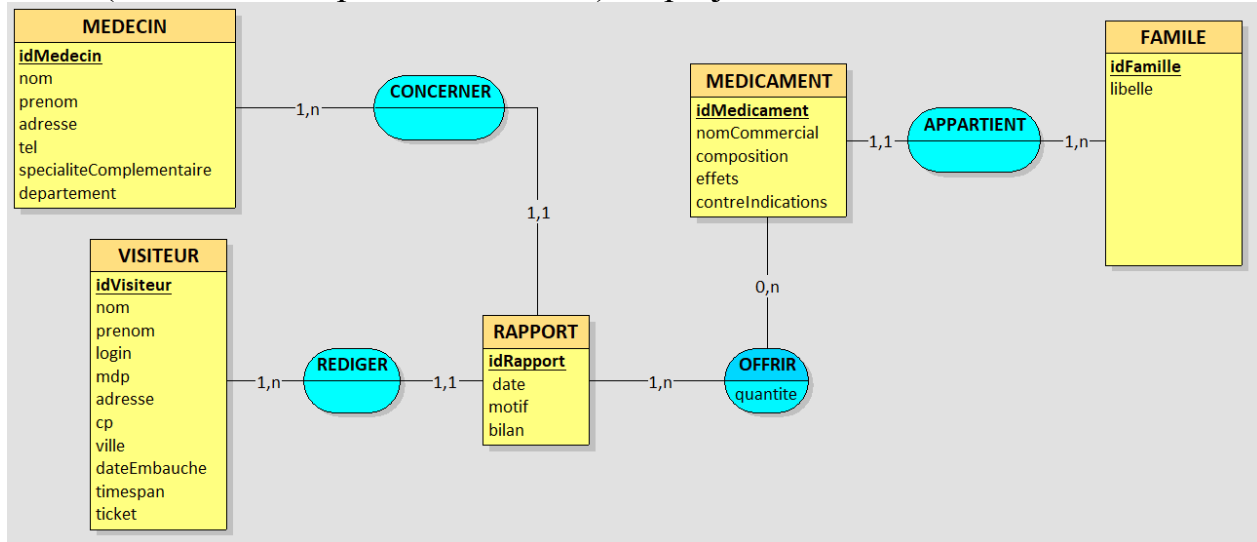 MEDECIN
idMedecin
nom
prenom
adresse
tel
specialiteComplementaire
departement
1,n
CONCERNER
1,1
MEDICAMENT
idMedicament
nomCommercial
composition
effets
contreIndications
1,1
APPARTIENT
1,n
FAMILE
idFamille
libelle
VISITEUR
idVisiteur
nom
prenom
login
mdp
adresse
cp
ville
dateEmbauche
timespan
ticket
1,n
REDIGER
1,1
RAPPORT
idRapport
date
motif
bilan
1,n
OFFRIR
quantite
0,n